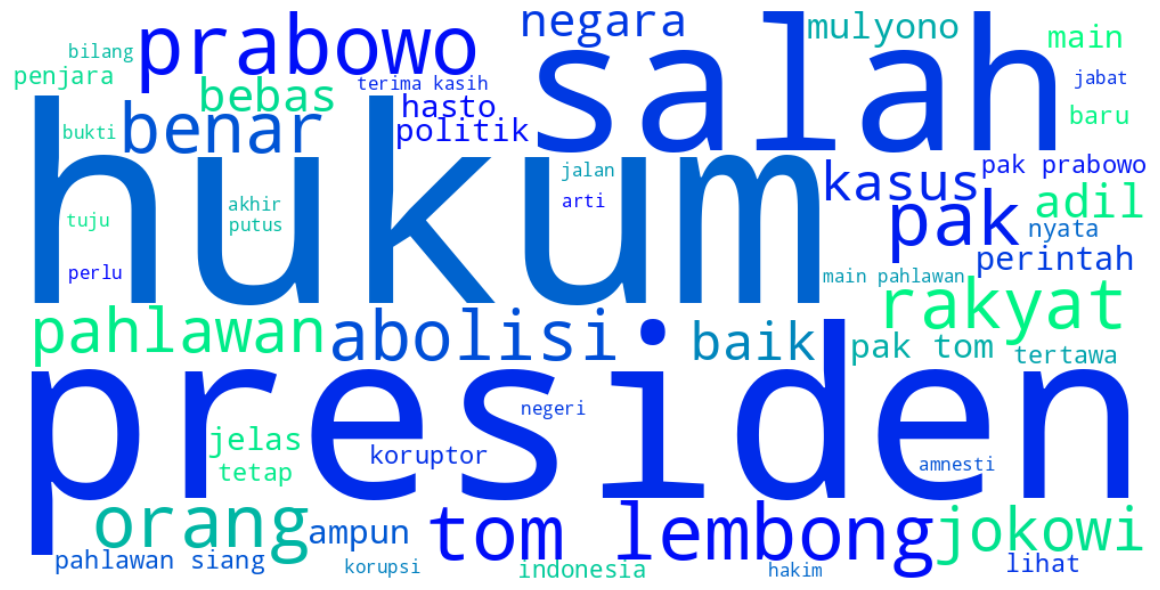 prabowo
negara
salah
mulyono
main
bilang
penjara
bebas
terima kasih
hasto
politik
jabat
baru
bukti
benar
hukum
jalan
arti
kasus
pak prabowo
pak
adil
nyata
perintah
akhir
putus
tuju
perlu
main pahlawan
rakyat
pahlawan
abolisi
baik
pak tom
tertawa
presiden
negeri
jelas
koruptor
tetap
amnesti
orang
ampun
tom lembong
jokowi
pahlawan siang
korupsi
indonesia
hakim
lihat